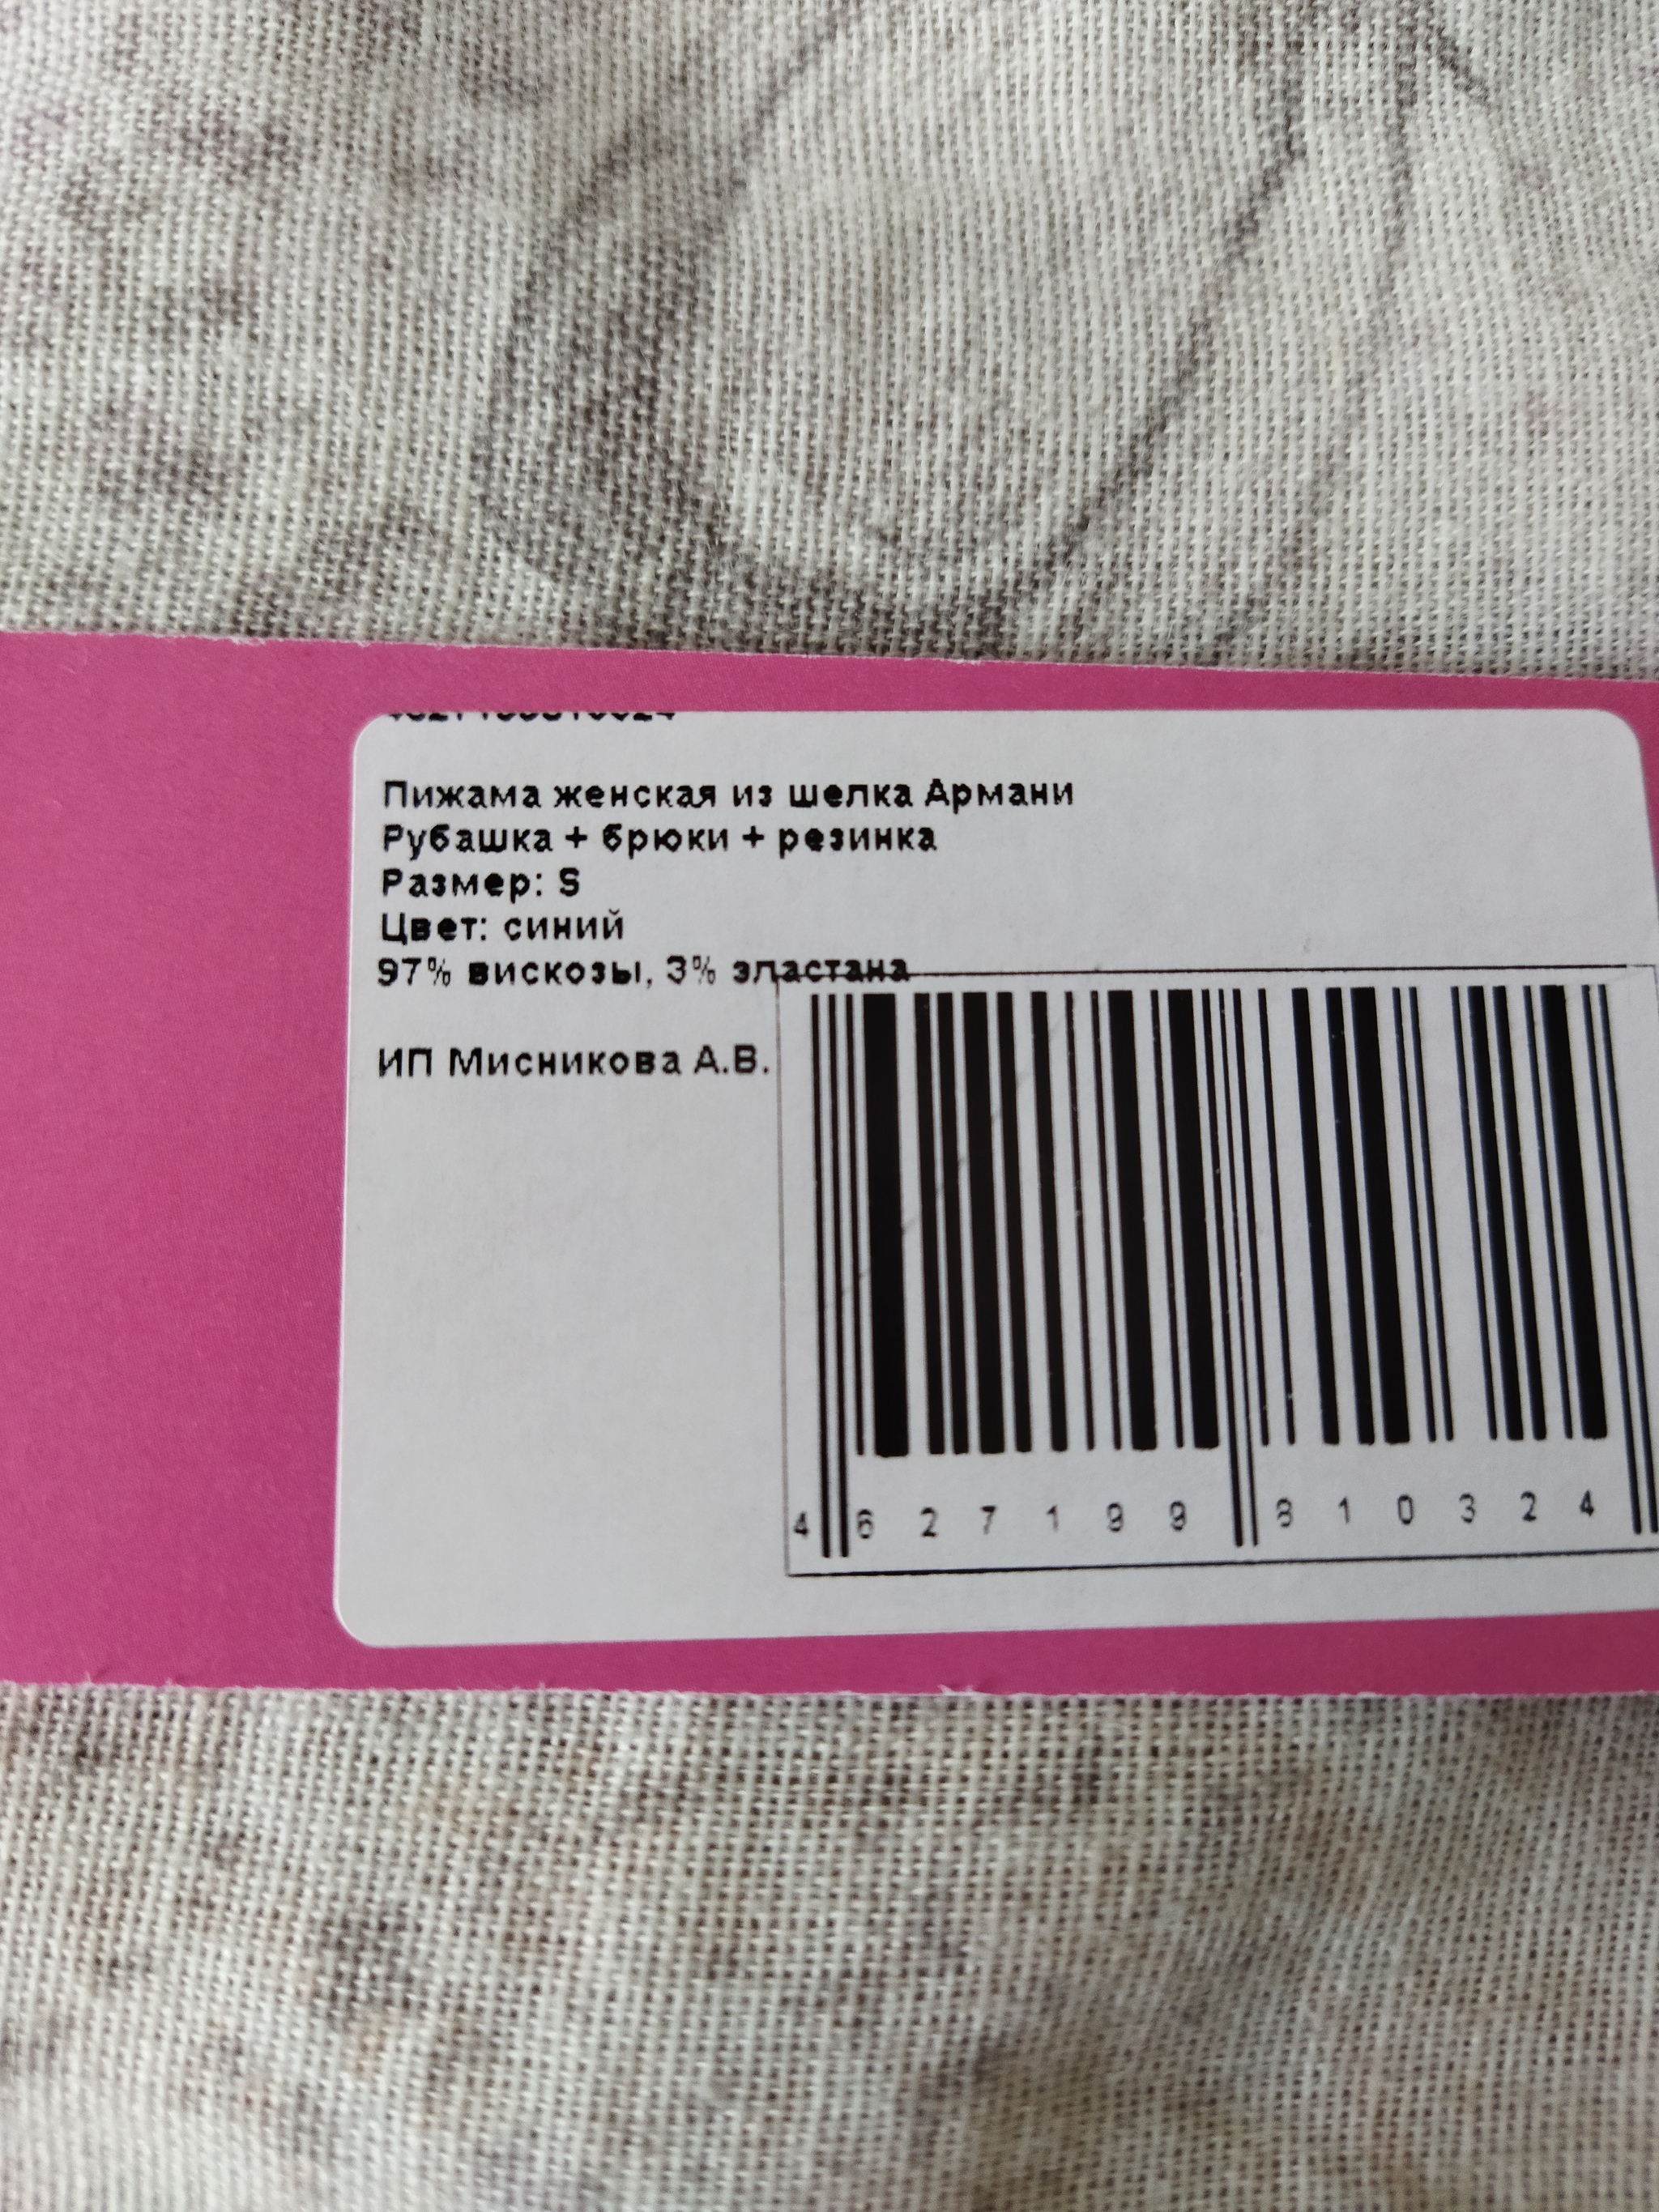 Пижама женская из шелка Армани
Рубашка + брюки + резинка
Размер: S
Цвет: синий
97% вискозы, 3% эластана
ИП Мисникова А.В.
4 627199 810324